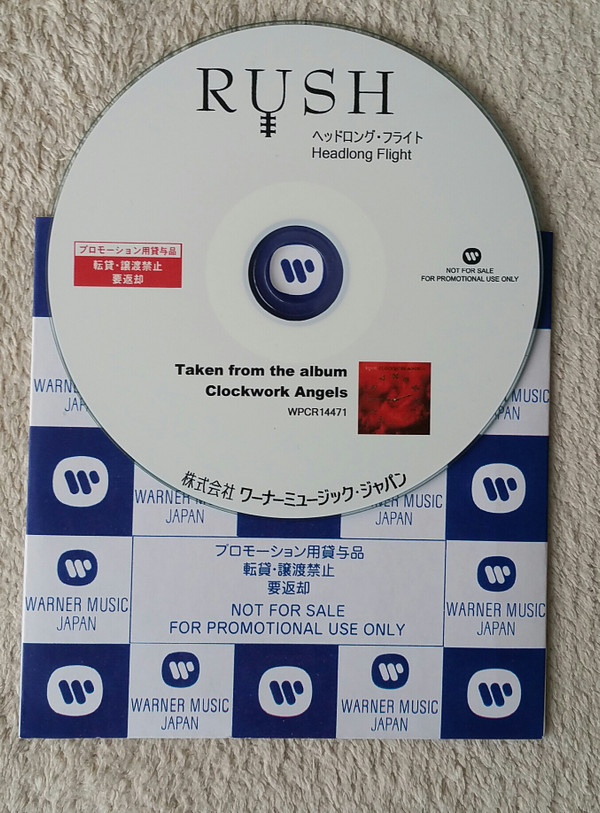 RUSH
ヘッドロング・フライト
Headlong Flight
プロモーション用貸与品
転貸・譲渡禁止
要返却
NOT FOR SALE
FOR PROMOTIONAL USE ONLY
Taken from the album
Clockwork Angels
WPCR14471
株式会社 ワーナーミュージック・ジャパン
WARNER
JAP
MUSIC
PAN
WARNER MUSIC
JAPAN
WARNER MUSIC
JAPAN
プロモーション用貸与品
転貸・譲渡禁止
要返却
NOT FOR SALE
FOR PROMOTIONAL USE ONLY
WARNER MUSIC
JAPAN
WARNER MUSIC
JAPAN
WARNER MUSIC
JAPAN
WARNER MUSIC
JAPAN